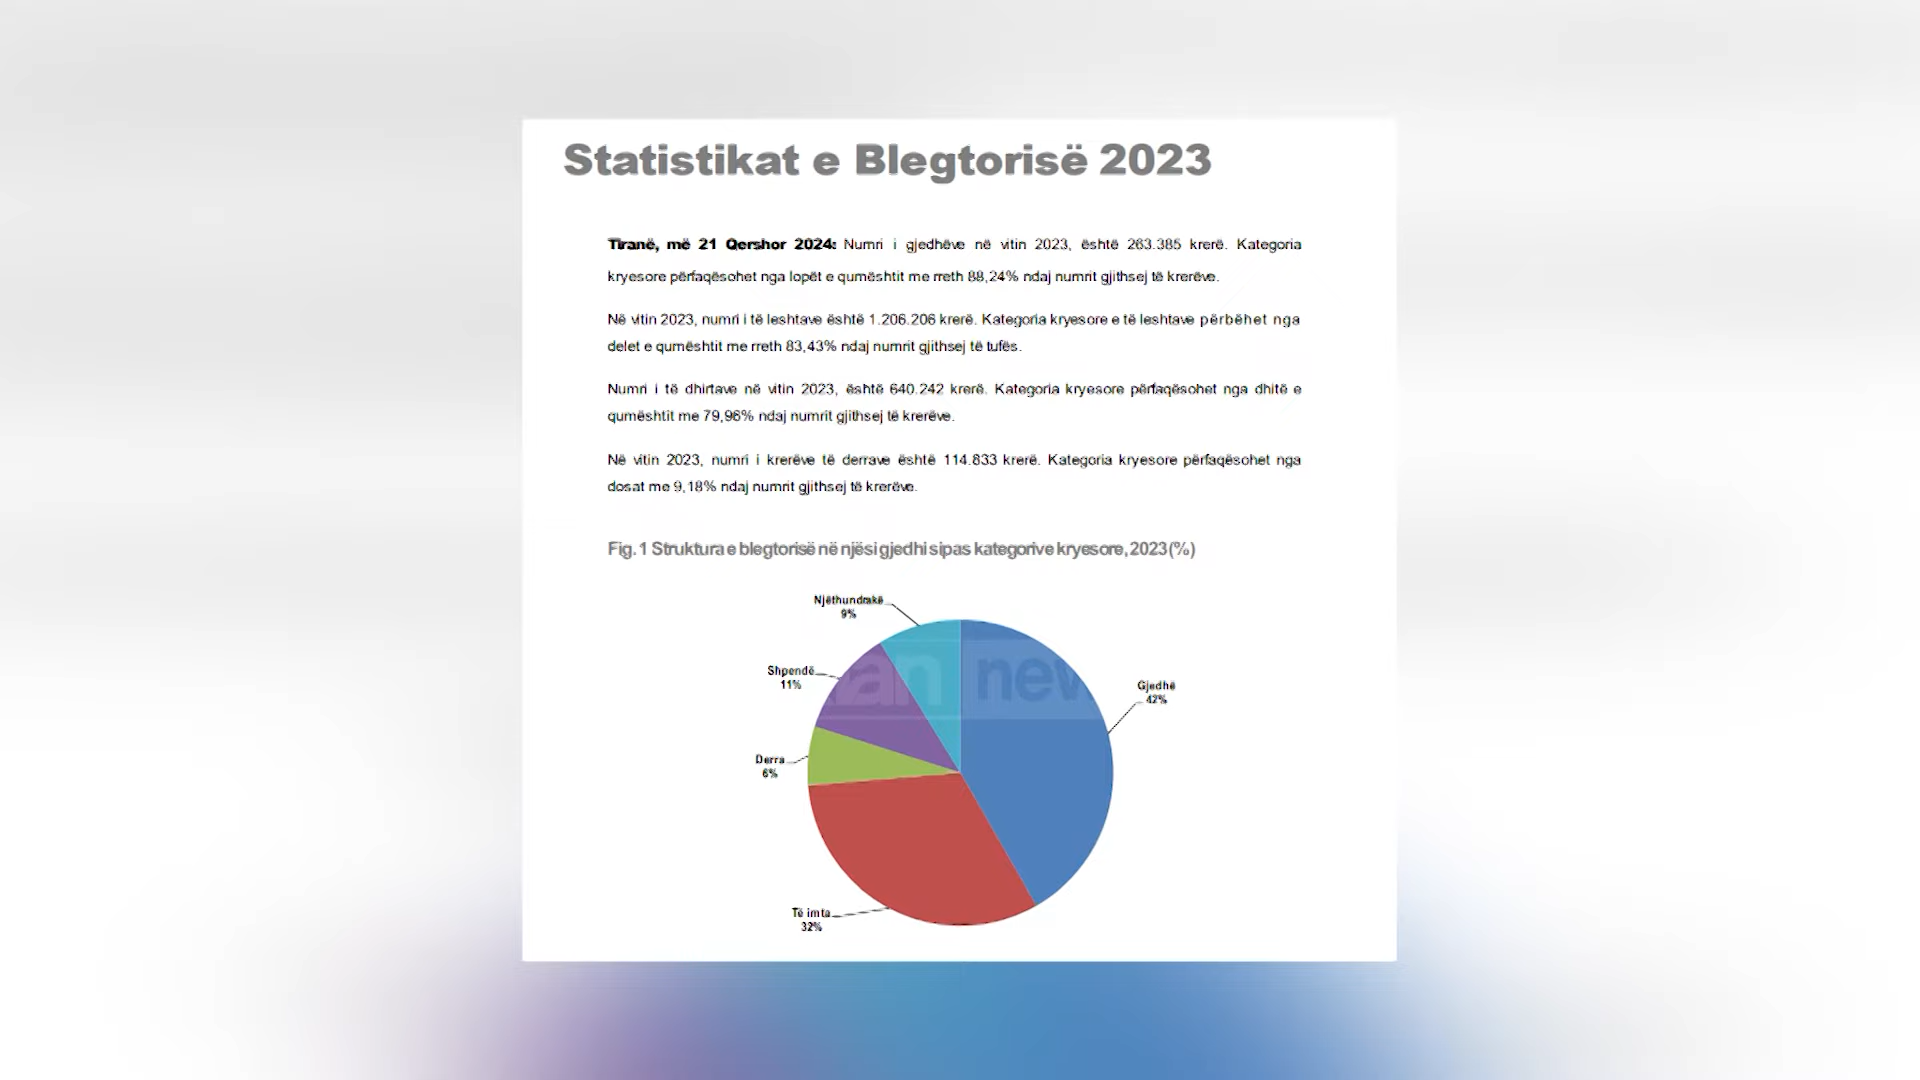 Statistikat e Blegtorisë 2023
Tiranë, më 21 Qershor 2024: Numri i gjedhëve në vitin 2023, është 263.385 krerë. Kategoria
kryesore përfaqësohet nga lopët e qumështit me rreth 88,24% ndaj numrit gjithsej të krerëve.
Në vitin 2023, numri i të leshtave është 1.206.206 krerë. Kategoria kryesore e të leshtave përbëhet nga
delet e qumështit me rreth 83,43% ndaj numrit gjithsej të tufës.
Numri i të dhirtave në vitin 2023, është 640.242 krerë. Kategoria kryesore përfaqësohet nga dhitë e
qumështit me 79,96% ndaj numrit gjithsej të krerëve.
Në vitin 2023, numri i krerëve të derrave është 114.833 krerë. Kategoria kryesore përfaqësohet nga
dosat me 9,18% ndaj numrit gjithsej të krerëve.
Fig. 1 Struktura e blegtorisë në njësi gjedhi sipas kategorive kryesore, 2023 (%)
Njëthundrakë
9%
Shpendë
11%
Gjedhë
42%
Derra
6%
Të imta
32%